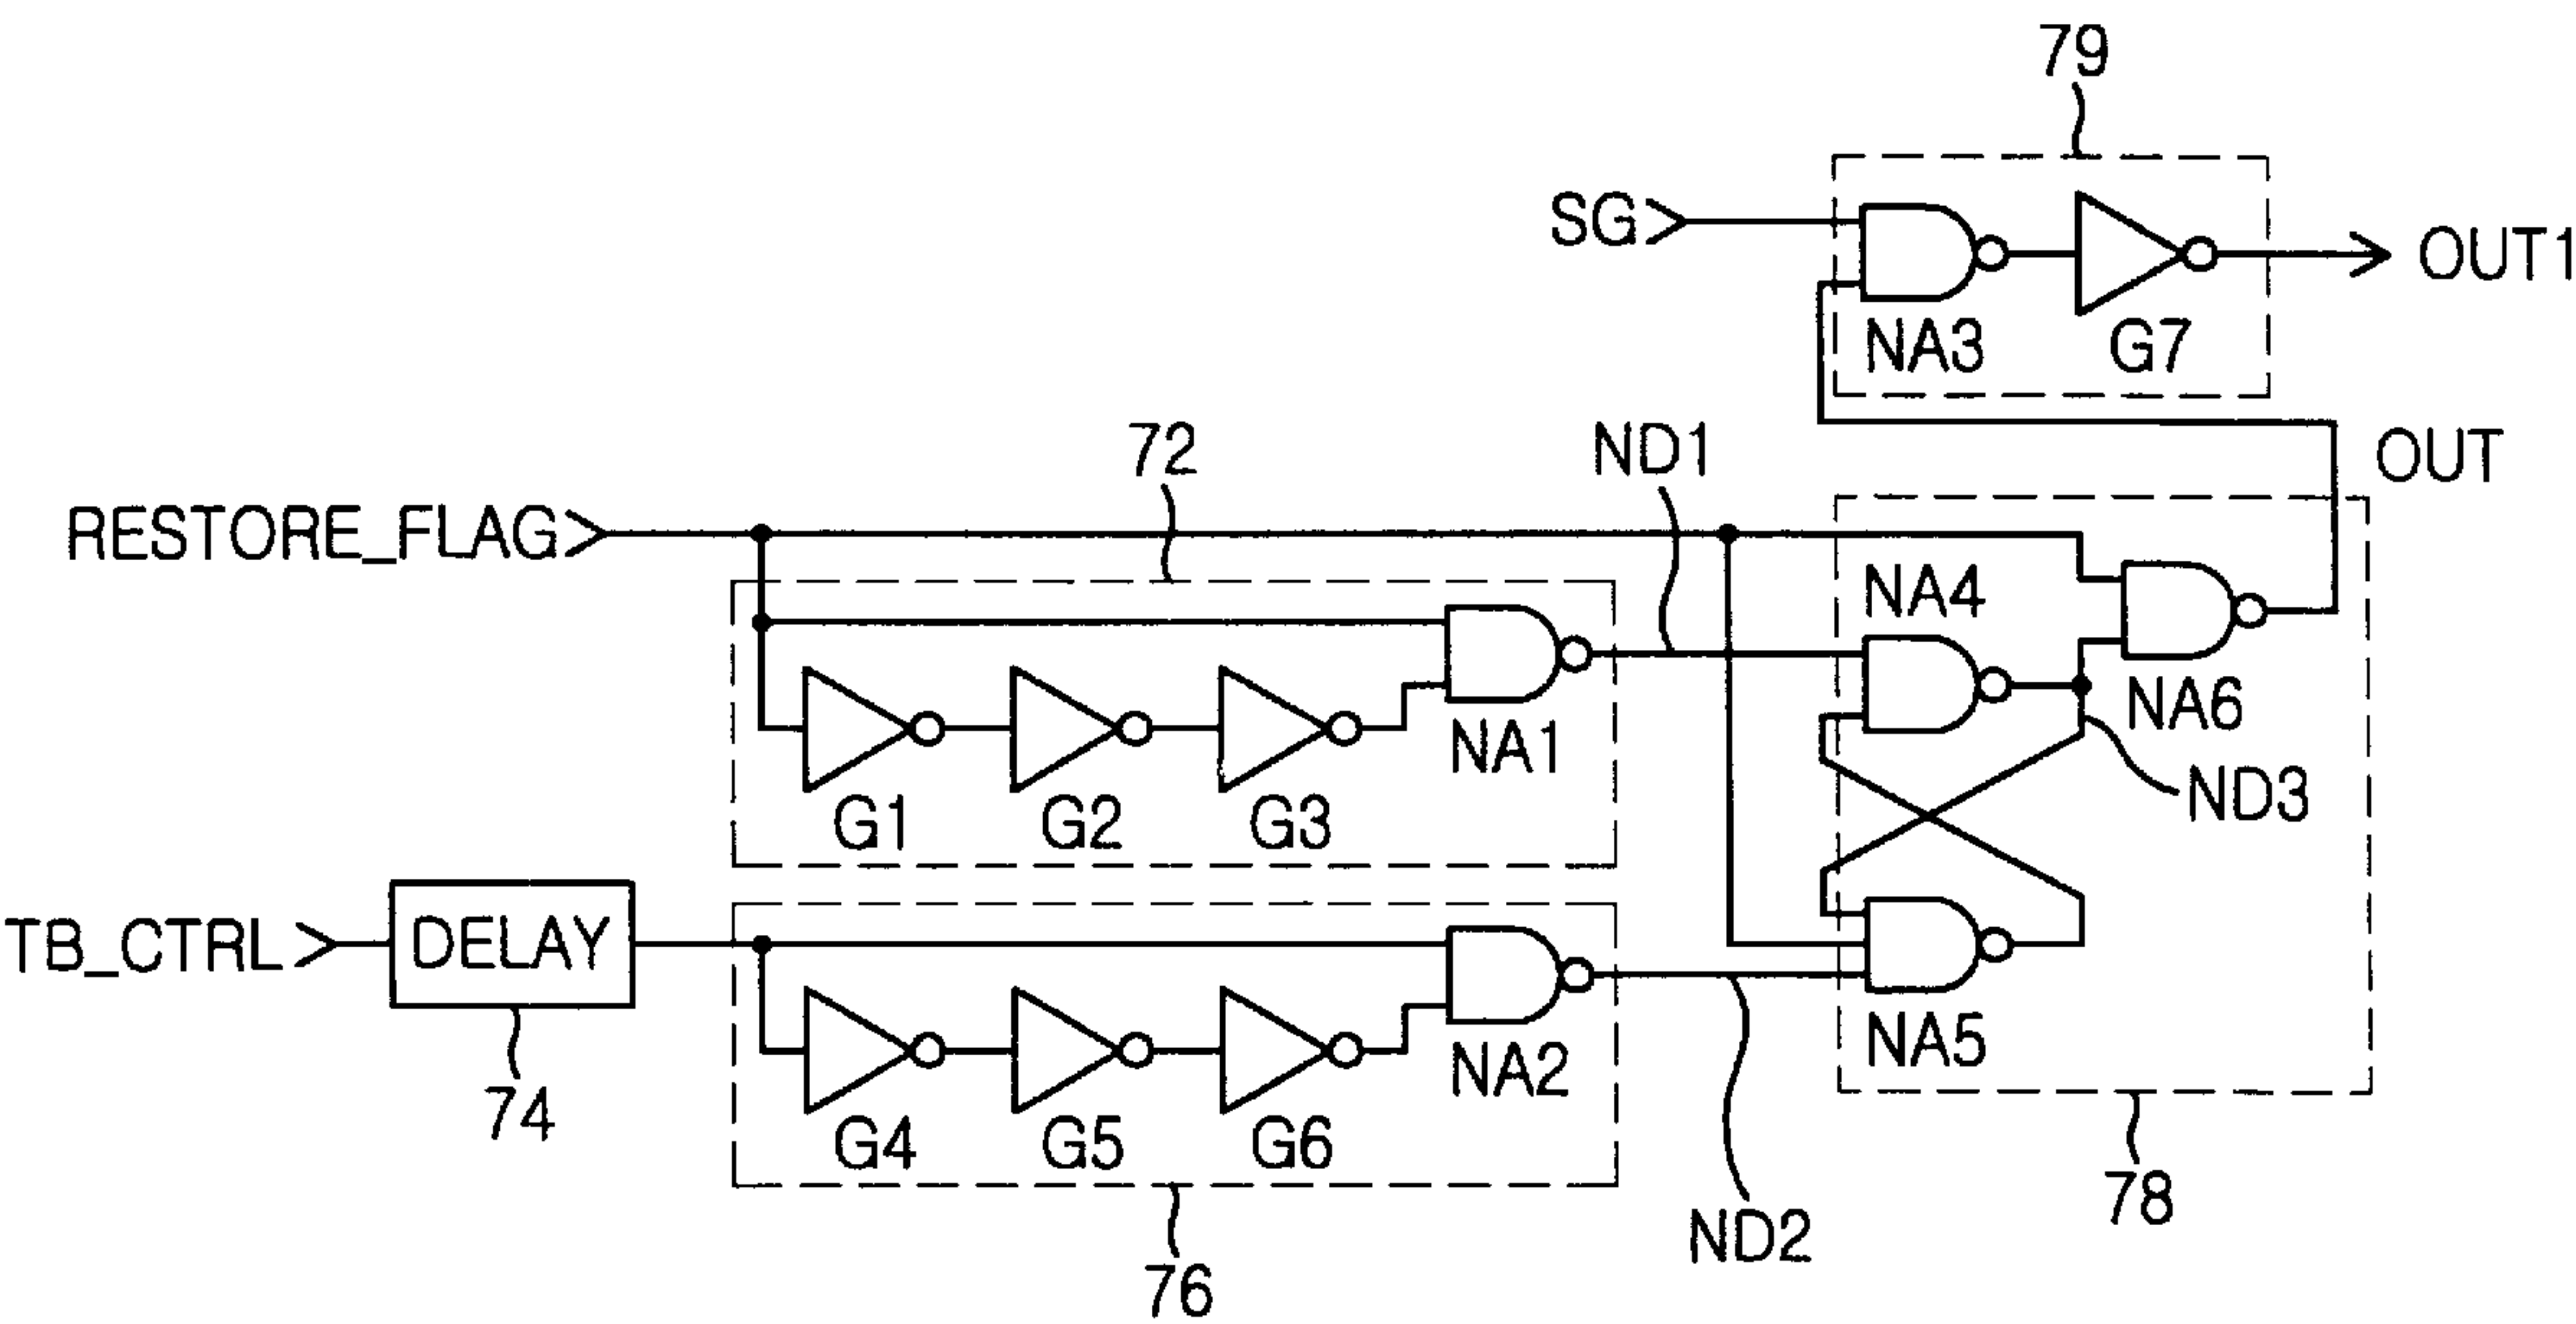 79
SG
OUT1
NA3
G7
72
ND1
OUT
RESTORE_FLAG
NA4
NA1
NA6
G1
G2
G3
ND3
TB_CTRL
DELAY
74
NA2
NA5
G4
G5
G6
78
ND2
76